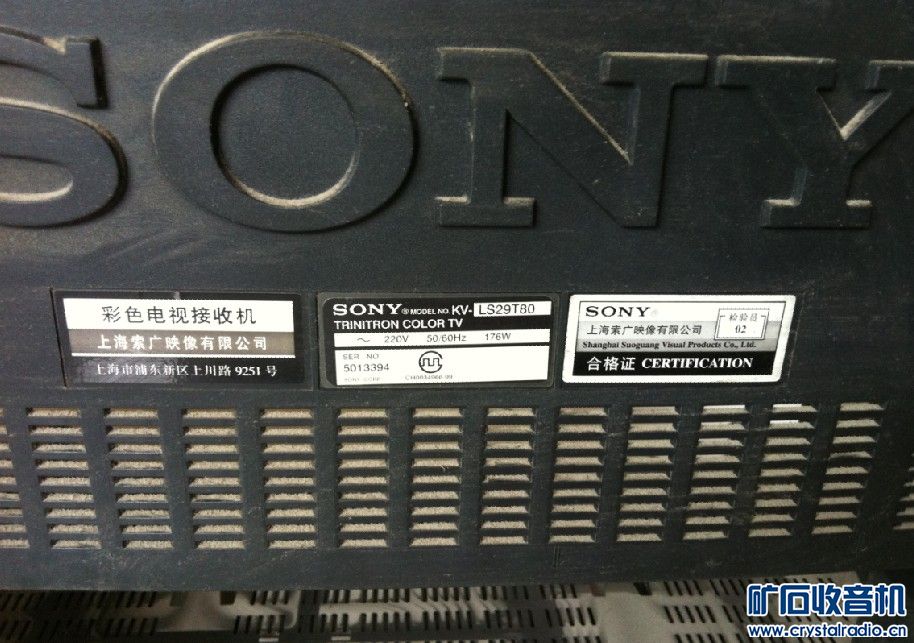 SONY
彩色电视接收机
上海索广映像有限公司
上海市浦东新区上川路 9251 号
SONY® MODEL NO. KV-LS29T80
TRINITRON COLOR TV
~ 220V 50/60Hz 176W
SER. NO
5013394
SONY®
上海索广映像有限公司
Shanghai Suoguang Visual Products Co., Ltd.
检验员
02
合格证 CERTIFICATION
矿石收音机
www.crystalradio.cn